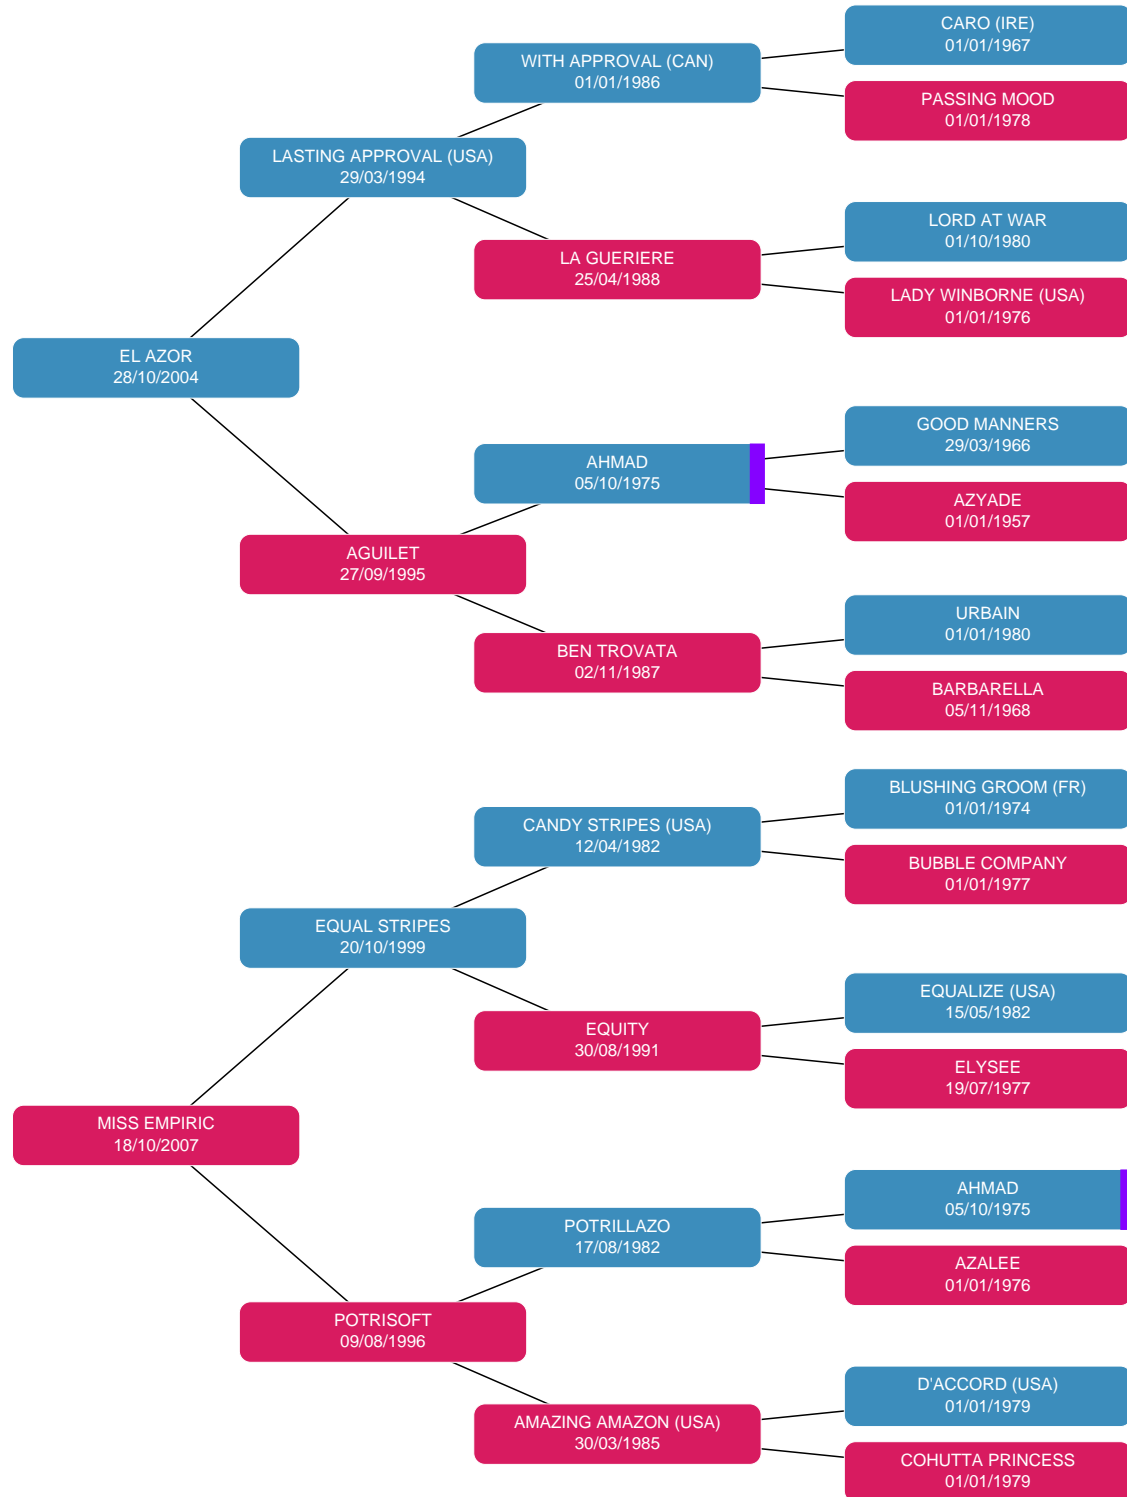 CARO (IRE)
01/01/1967
WITH APPROVAL (CAN)
01/01/1986
PASSING MOOD
01/01/1978
LASTING APPROVAL (USA)
29/03/1994
LORD AT WAR
01/10/1980
LA GUERIERE
25/04/1988
LADY WINBORNE (USA)
01/01/1976
EL AZOR
28/10/2004
GOOD MANNERS
29/03/1966
AHMAD
05/10/1975
AZYADE
01/01/1957
AGUILET
27/09/1995
URBAIN
01/01/1980
BEN TROVATA
02/11/1987
BARBARELLA
05/11/1968
BLUSHING GROOM (FR)
01/01/1974
CANDY STRIPES (USA)
12/04/1982
BUBBLE COMPANY
01/01/1977
EQUAL STRIPES
20/10/1999
EQUALIZE (USA)
15/05/1982
EQUITY
30/08/1991
ELYSEE
19/07/1977
MISS EMPIRIC
18/10/2007
AHMAD
05/10/1975
POTRILLAZO
17/08/1982
AZALEE
01/01/1976
POTRISOFT
09/08/1996
D'ACCORD (USA)
01/01/1979
AMAZING AMAZON (USA)
30/03/1985
COHUTTA PRINCESS
01/01/1979